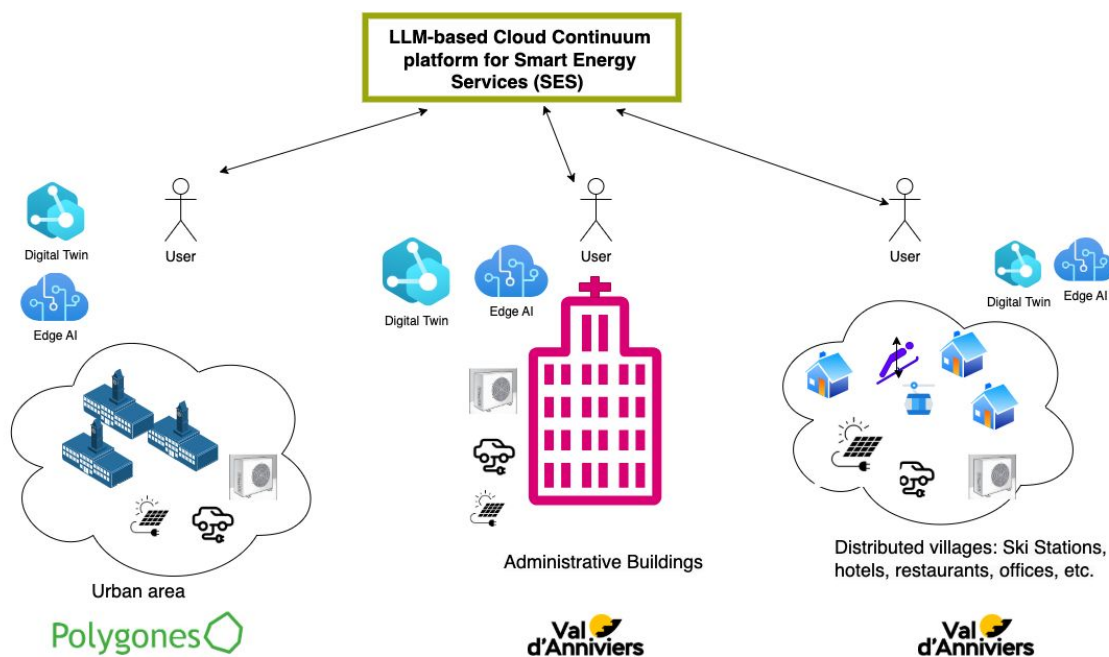 LLM-based Cloud Continuum
platform for Smart Energy
Services (SES)
Digital Twin
User
Edge AI
Digital Twin
Edge AI
User
User
Digital Twin
Edge AI
Urban area
Administrative Buildings
Distributed villages: Ski Stations,
hotels, restaurants, offices, etc.
Polygones
Val
d'Anniviers
Val
d'Anniviers